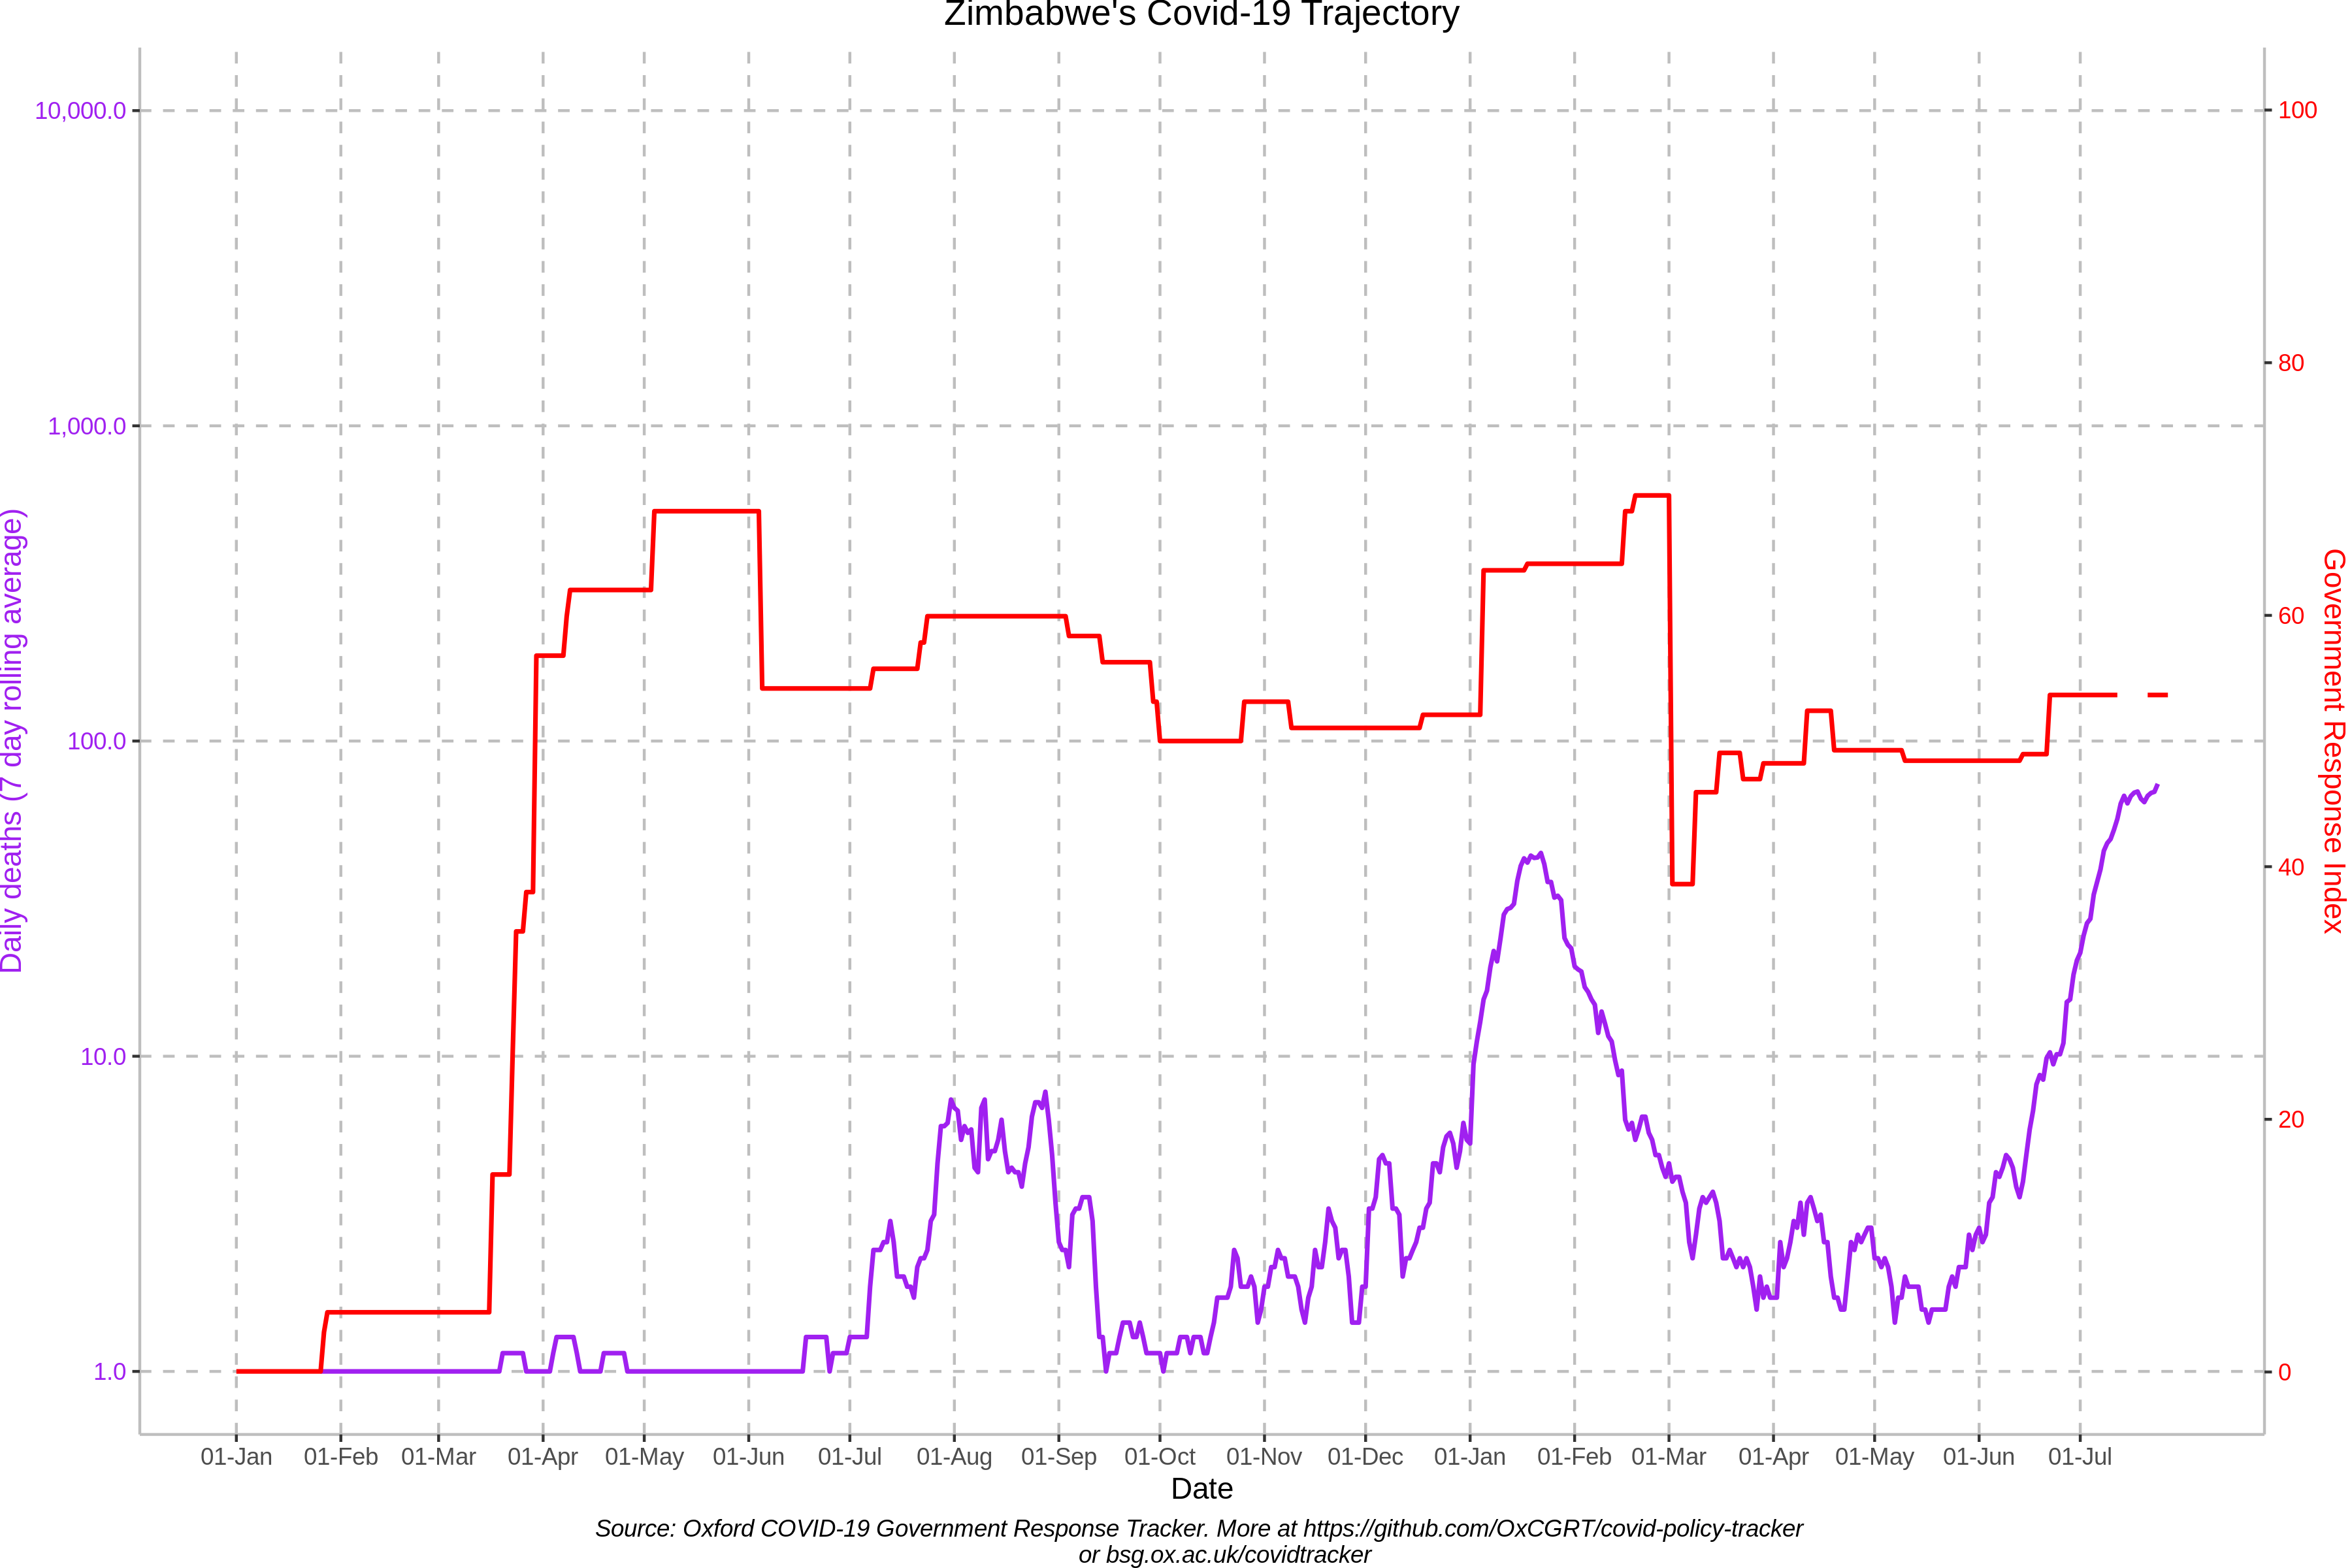 Zimbabwe's Covid-19 Trajectory
10,000.0
1,000.0
100.0
10.0
1.0
Daily deaths (7 day rolling average)
100
80
60
40
20
0
Government Response Index
01-Jan 01-Feb 01-Mar 01-Apr 01-May 01-Jun 01-Jul 01-Aug 01-Sep 01-Oct 01-Nov 01-Dec 01-Jan 01-Feb 01-Mar 01-Apr 01-May 01-Jun 01-Jul
Date
Source: Oxford COVID-19 Government Response Tracker. More at https://github.com/OxCGRT/covid-policy-tracker
or bsg.ox.ac.uk/covidtracker